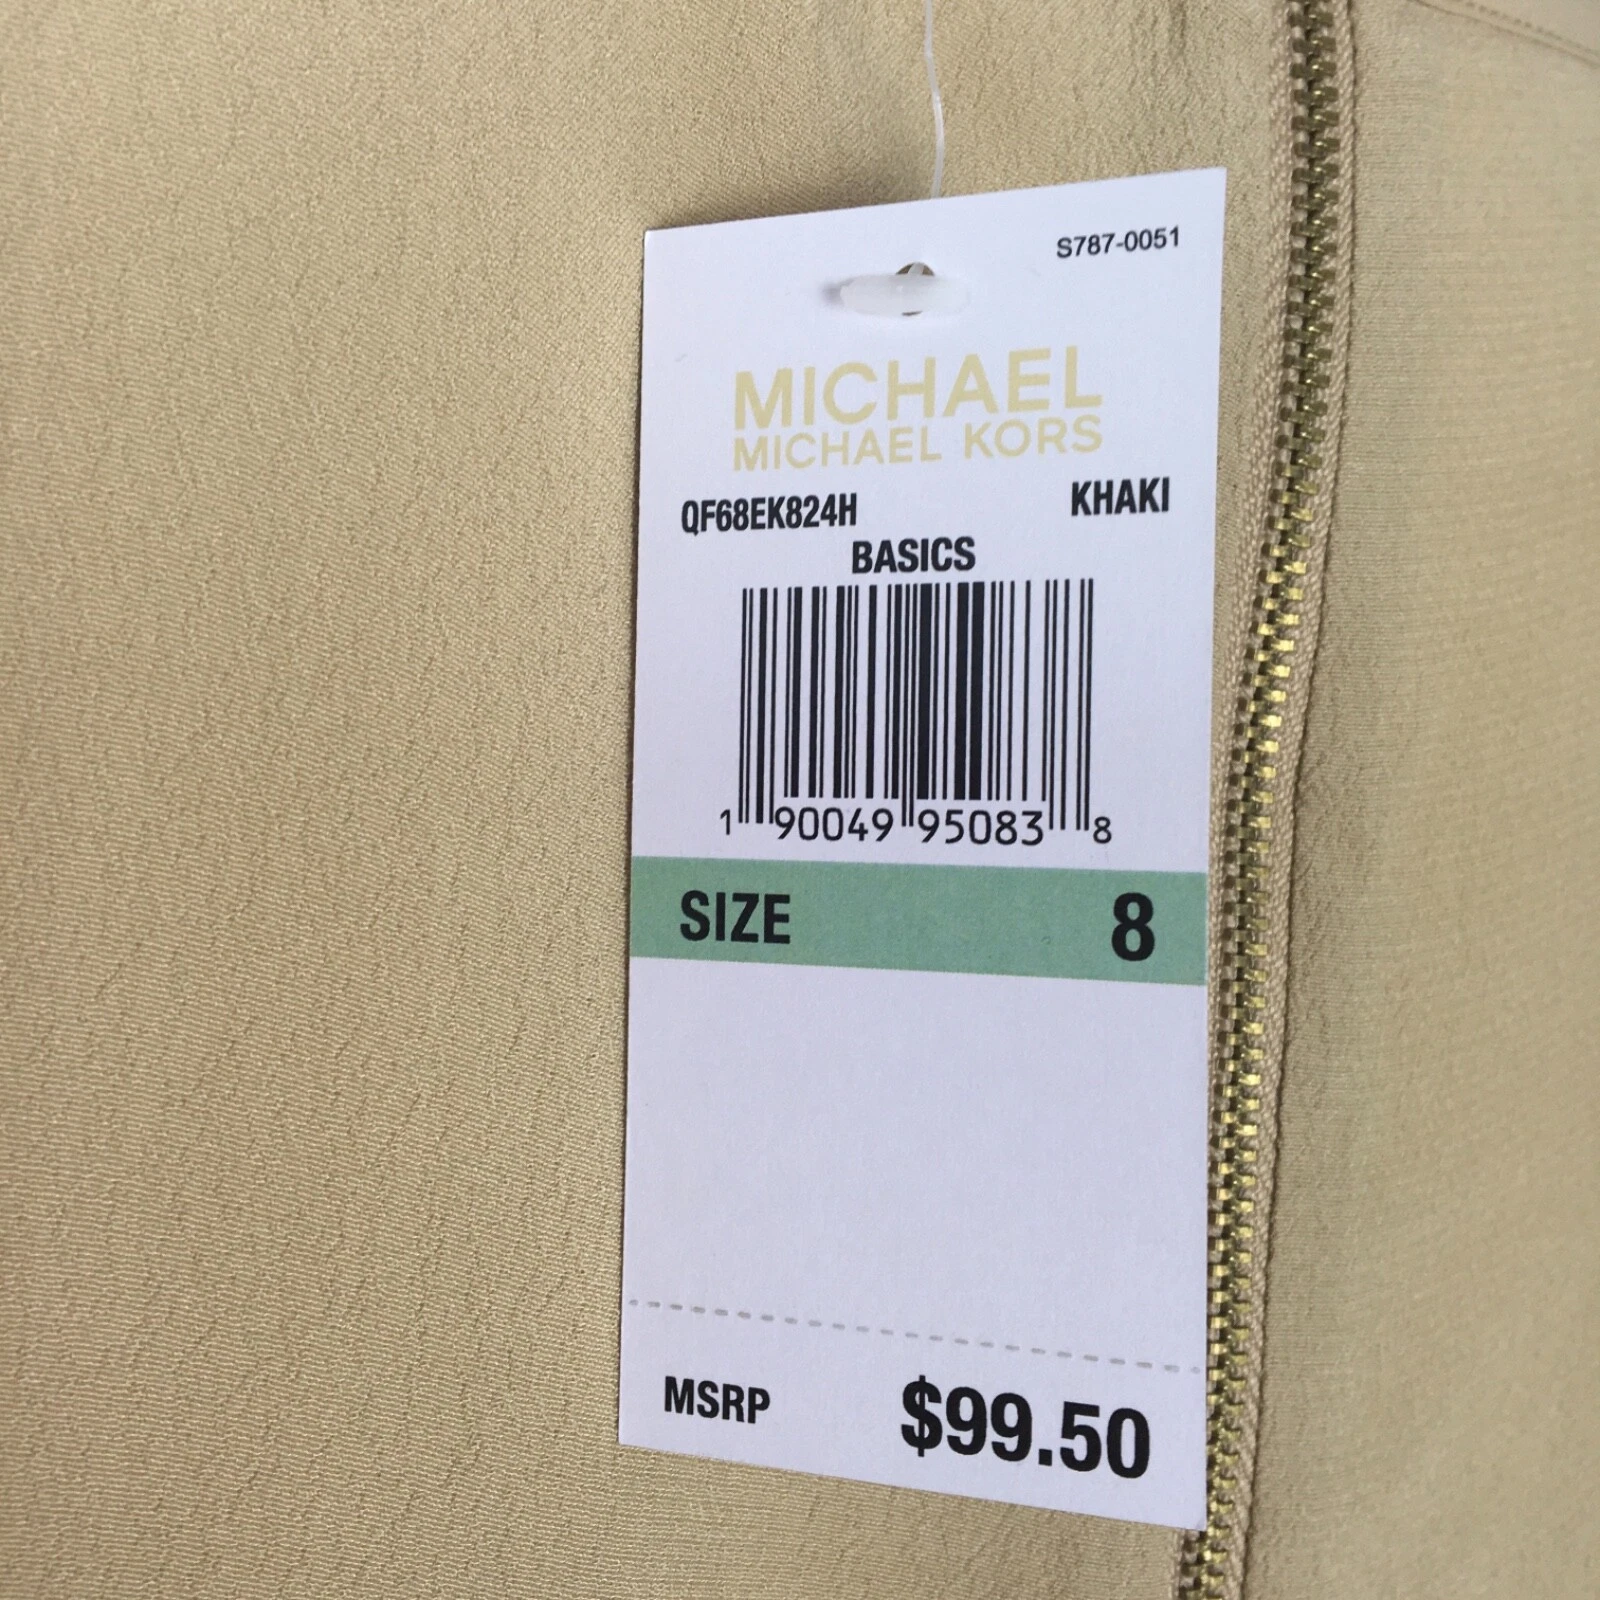 S787-0051
MICHAEL
MICHAEL KORS
QF68EK824H KHAKI
BASICS
1 90049 95083 8
SIZE 8
MSRP $99.50